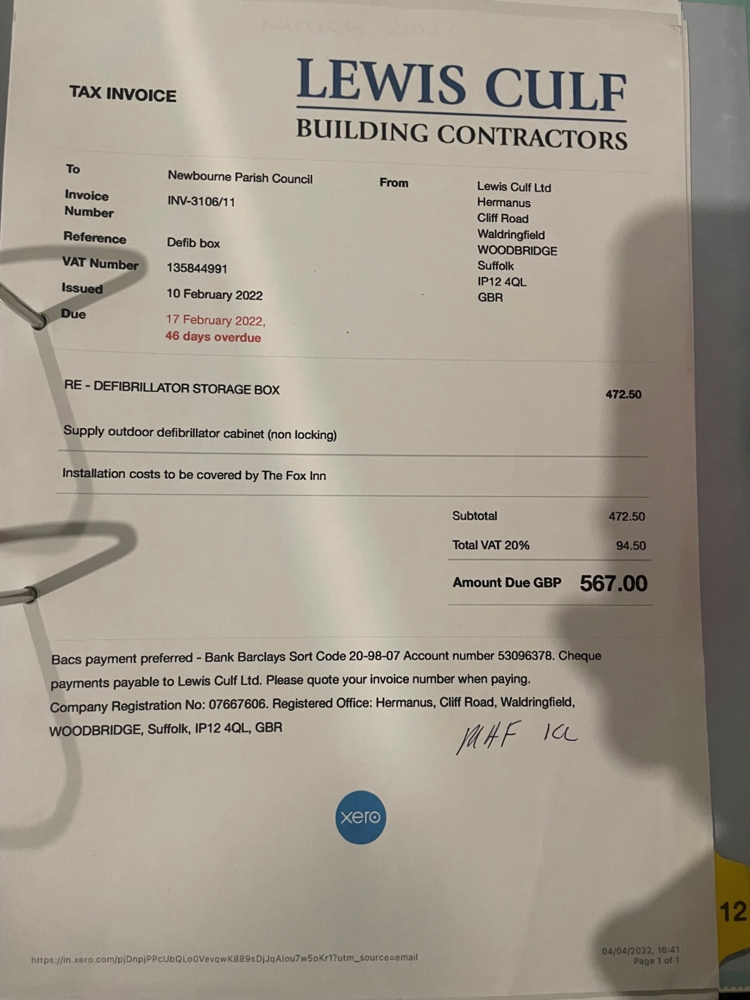 LEWIS CULF
BUILDING CONTRACTORS
TAX INVOICE
To Newbourne Parish Council
Invoice Number INV-3106/11
Reference Defib box
VAT Number 135844991
Issued 10 February 2022
Due 17 February 2022,
46 days overdue
From Lewis Culf Ltd
Hermanus
Cliff Road
Waldringfield
WOODBRIDGE
Suffolk
IP12 4QL
GBR
RE - DEFIBRILLATOR STORAGE BOX 472.50
Supply outdoor defibrillator cabinet (non locking)
Installation costs to be covered by The Fox Inn
Subtotal 472.50
Total VAT 20% 94.50
Amount Due GBP 567.00
Bacs payment preferred - Bank Barclays Sort Code 20-98-07 Account number 53096378. Cheque
payments payable to Lewis Culf Ltd. Please quote your invoice number when paying.
Company Registration No: 07667606. Registered Office: Hermanus, Cliff Road, Waldringfield,
WOODBRIDGE, Suffolk, IP12 4QL, GBR
xero
12
https://in.xero.com/pjDnpjPPcUbQLo0VevqwK889sDjJqAlou7w5oKr1?utm_source=email
04/04/2022, 16:41
Page 1 of 1